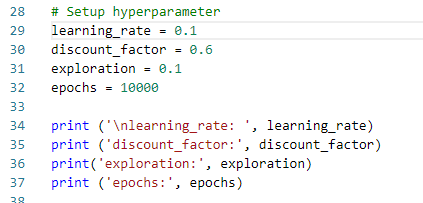 28 # Setup hyperparameter
29 learning_rate = 0.1
30 discount_factor = 0.6
31 exploration = 0.1
32 epochs = 10000
33
34 print ('\nlearning_rate: ', learning_rate)
35 print ('discount_factor:', discount_factor)
36 print('exploration:', exploration)
37 print ('epochs:', epochs)
38